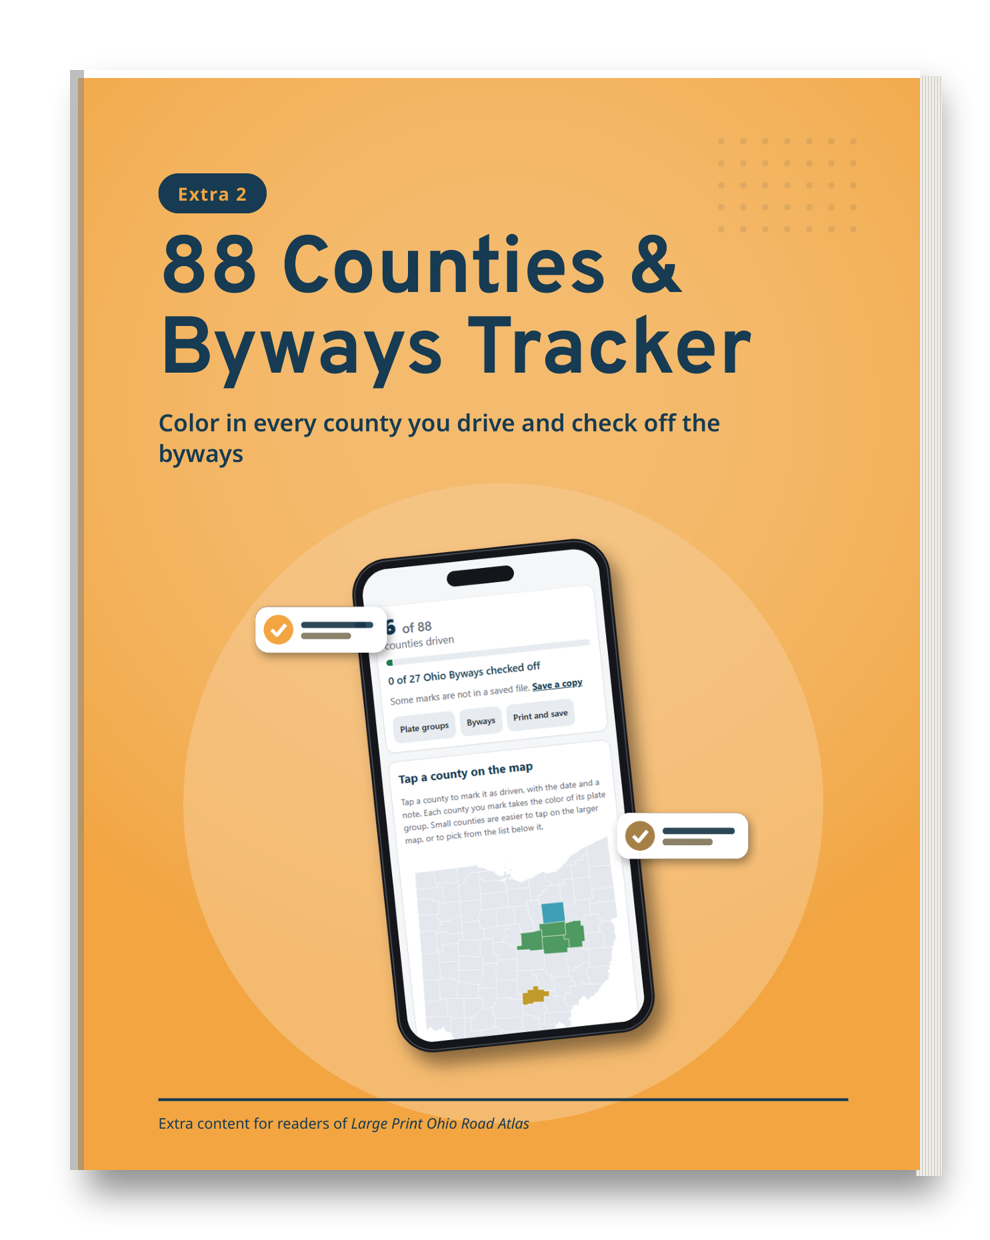 Extra 2
88 Counties &
Byways Tracker
Color in every county you drive and check off the
byways
6 of 88
counties driven
0 of 27 Ohio Byways checked off
Some marks are not in a saved file. Save a copy
Plate groups
Byways
Print and save
Tap a county on the map
Tap a county to mark it as driven, with the date and a
note. Each county you mark takes the color of its plate
group. Small counties are easier to tap on the larger
map, or to pick from the list below it.
Extra content for readers of Large Print Ohio Road Atlas